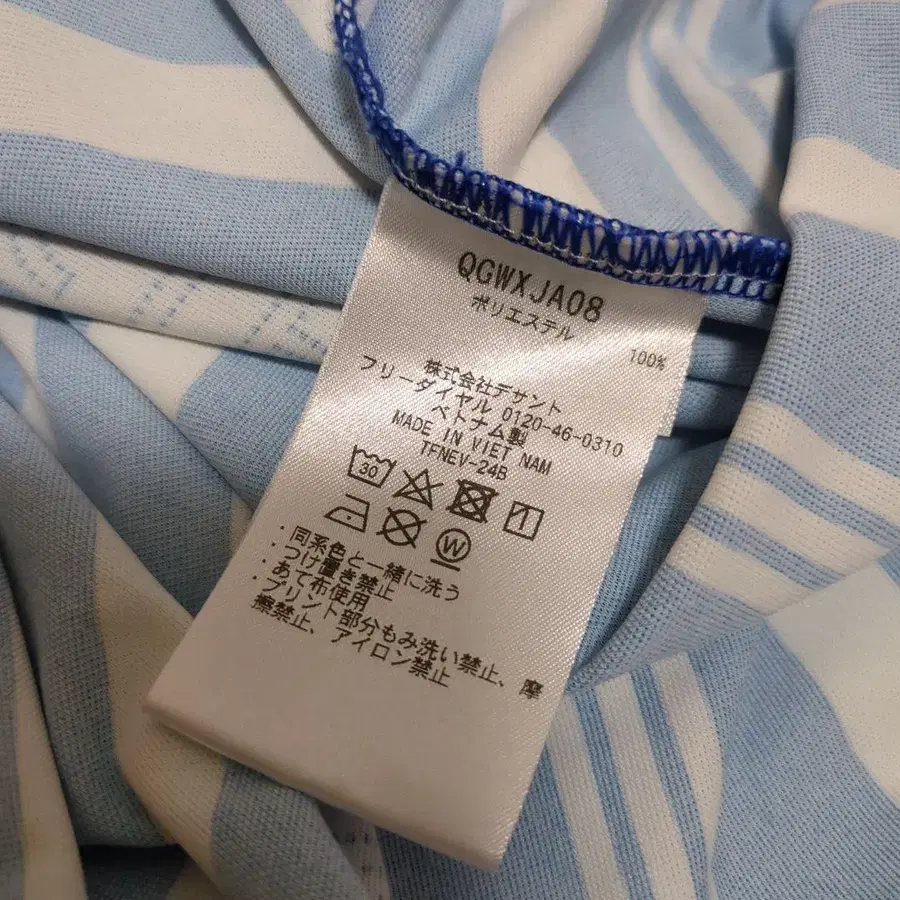 QGWXJA08
ポリエステル 100%
株式会社デサント
フリーダイヤル 0120-46-0310
ベトナム製
MADE IN VIET NAM
TFNEV-24B
30
W
・同系色と一緒に洗う
・つけ置き禁止
・あて布使用
・プリント部分もみ洗い禁止、摩
擦禁止、アイロン禁止